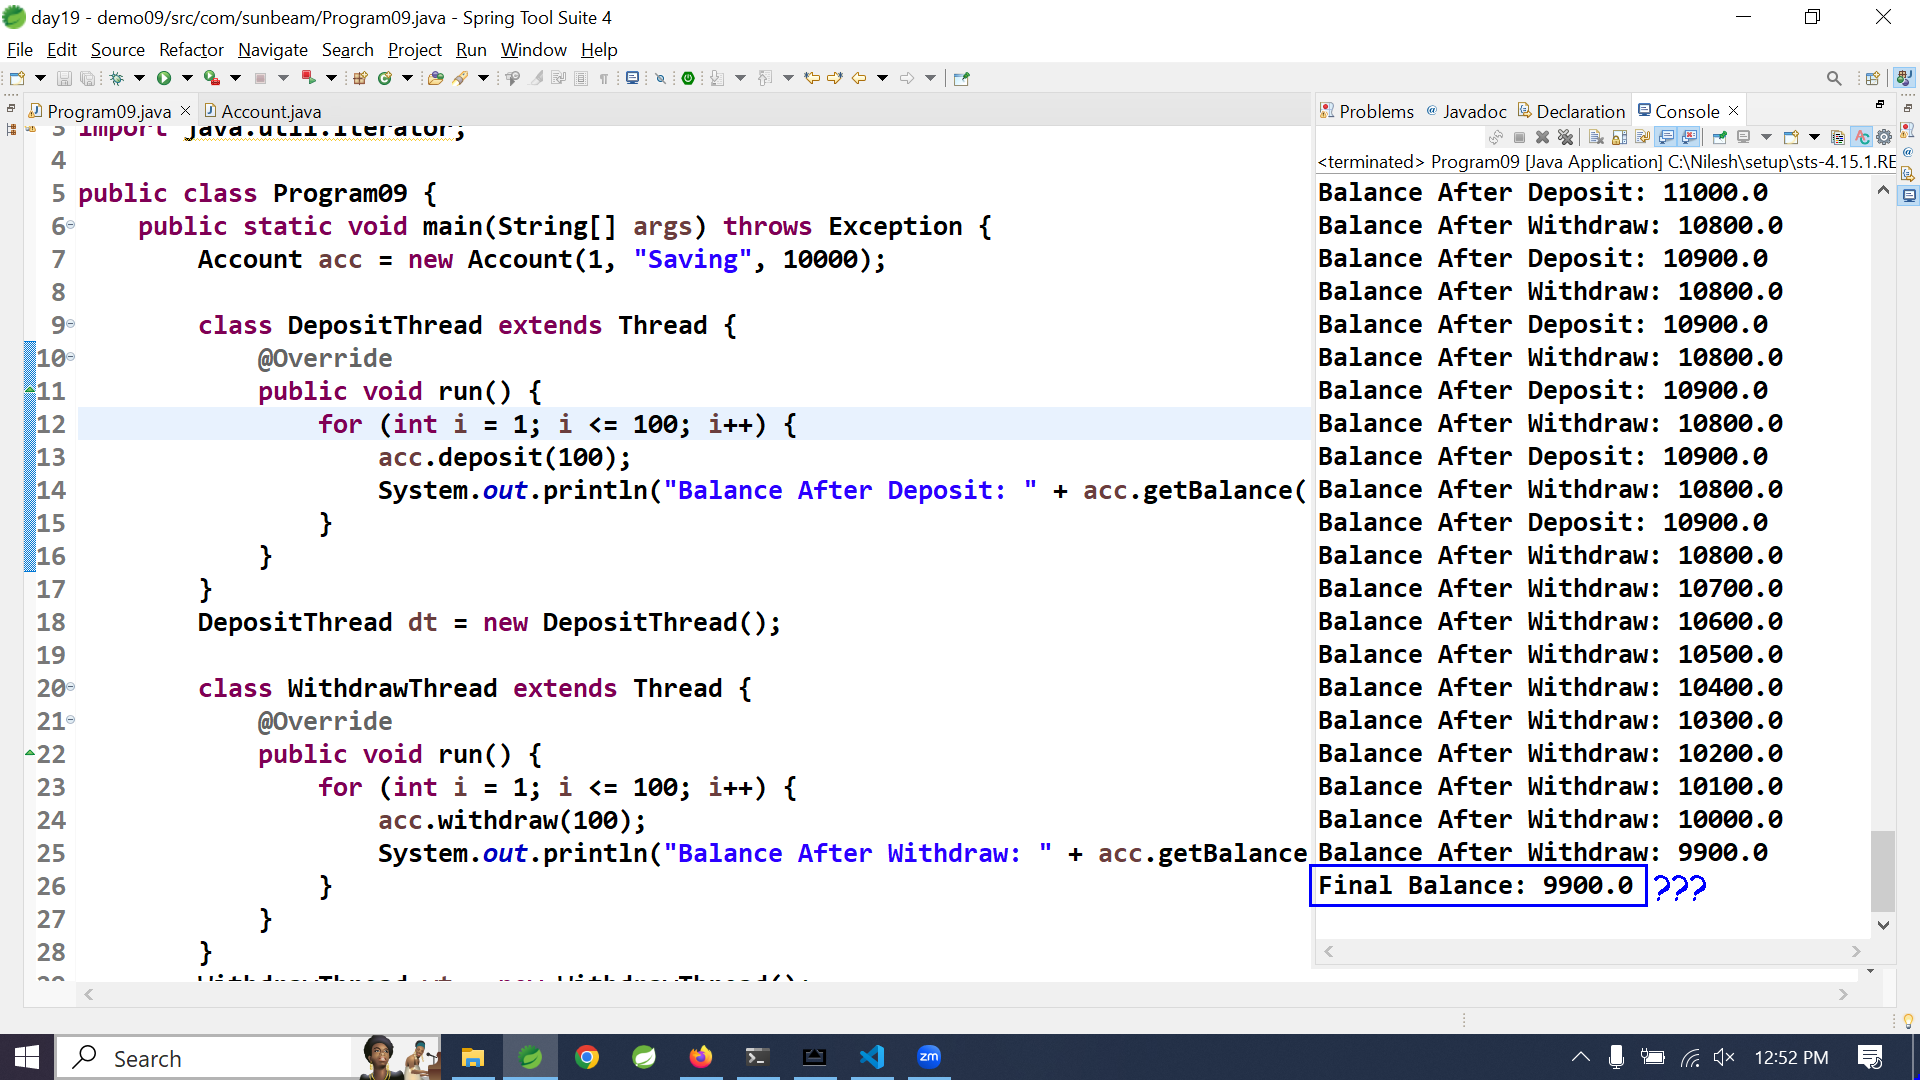 day19 - demo09/src/com/sunbeam/Program09.java - Spring Tool Suite 4
File Edit Source Refactor Navigate Search Project Run Window Help
Program09.java Account.java
3 import java.util.Iterator;
4
5 public class Program09 {
6 public static void main(String[] args) throws Exception {
7 Account acc = new Account(1, "Saving", 10000);
8
9 class DepositThread extends Thread {
10 @Override
11 public void run() {
12 for (int i = 1; i <= 100; i++) {
13 acc.deposit(100);
14 System.out.println("Balance After Deposit: " + acc.getBalance(
15 }
16 }
17 }
18 DepositThread dt = new DepositThread();
19
20 class WithdrawThread extends Thread {
21 @Override
22 public void run() {
23 for (int i = 1; i <= 100; i++) {
24 acc.withdraw(100);
25 System.out.println("Balance After Withdraw: " + acc.getBalance
26 }
27 }
28 }
WithdrawThread wt = new WithdrawThread();
Problems Javadoc Declaration Console
<terminated> Program09 [Java Application] C:\Nilesh\setup\sts-4.15.1.RE
Balance After Deposit: 11000.0
Balance After Withdraw: 10800.0
Balance After Deposit: 10900.0
Balance After Withdraw: 10800.0
Balance After Deposit: 10900.0
Balance After Withdraw: 10800.0
Balance After Deposit: 10900.0
Balance After Withdraw: 10800.0
Balance After Deposit: 10900.0
Balance After Withdraw: 10800.0
Balance After Deposit: 10900.0
Balance After Withdraw: 10800.0
Balance After Withdraw: 10700.0
Balance After Withdraw: 10600.0
Balance After Withdraw: 10500.0
Balance After Withdraw: 10400.0
Balance After Withdraw: 10300.0
Balance After Withdraw: 10200.0
Balance After Withdraw: 10100.0
Balance After Withdraw: 10000.0
Balance After Withdraw: 9900.0
Final Balance: 9900.0 ???
Search
zm
12:52 PM